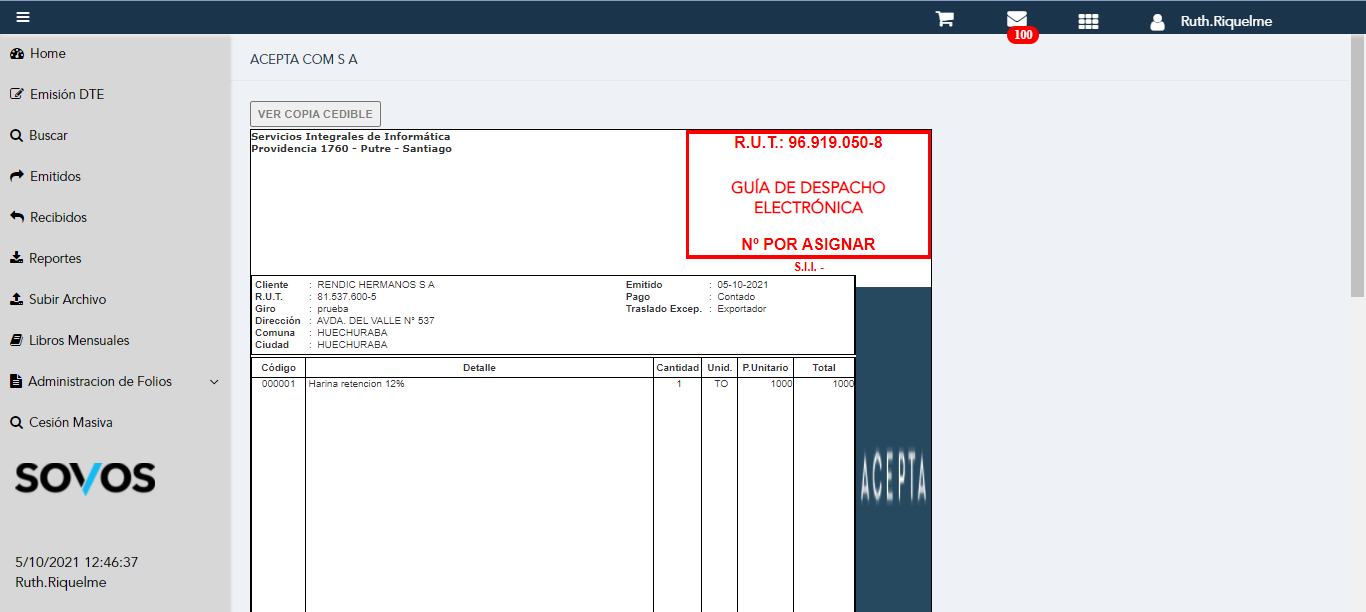 Ruth.Riquelme
100
Home
Emisión DTE
Buscar
Emitidos
Recibidos
Reportes
Subir Archivo
Libros Mensuales
Administracion de Folios
Cesión Masiva
SOVOS
5/10/2021 12:46:37
Ruth.Riquelme
ACEPTA COM S A
VER COPIA CEDIBLE
Servicios Integrales de Informática
Providencia 1760 - Putre - Santiago
R.U.T.: 96.919.050-8
GUÍA DE DESPACHO
ELECTRÓNICA
Nº POR ASIGNAR
S.I.I. -
Cliente : RENDIC HERMANOS S A Emitido : 05-10-2021
R.U.T. : 81.537.600-5 Pago : Contado
Giro : prueba Traslado Excep. : Exportador
Dirección : AVDA. DEL VALLE N° 537
Comuna : HUECHURABA
Ciudad : HUECHURABA
Código Detalle Cantidad Unid. P.Unitario Total
000001 Harina retencion 12% 1 TO 1000 1000
ACEPTA